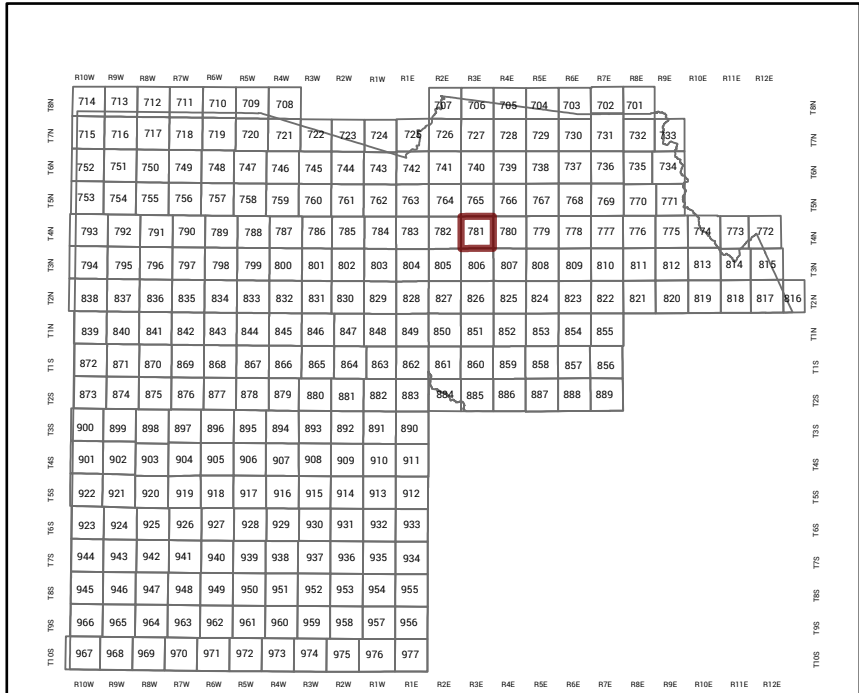 R10W R9W R8W R7W R6W R5W R4W R3W R2W R1W R1E R2E R3E R4E R5E R6E R7E R8E R9E R10E R11E R12E
T8N 714 713 712 711 710 709 708 707 706 705 704 703 702 701 T8N
T7N 715 716 717 718 719 720 721 722 723 724 725 726 727 728 729 730 731 732 733 T7N
T6N 752 751 750 749 748 747 746 745 744 743 742 741 740 739 738 737 736 735 734 T6N
T5N 753 754 755 756 757 758 759 760 761 762 763 764 765 766 767 768 769 770 771 T5N
T4N 793 792 791 790 789 788 787 786 785 784 783 782 781 780 779 778 777 776 775 774 773 772 T4N
T3N 794 795 796 797 798 799 800 801 802 803 804 805 806 807 808 809 810 811 812 813 814 815 T3N
T2N 838 837 836 835 834 833 832 831 830 829 828 827 826 825 824 823 822 821 820 819 818 817 816 T2N
T1N 839 840 841 842 843 844 845 846 847 848 849 850 851 852 853 854 855 T1N
T1S 872 871 870 869 868 867 866 865 864 863 862 861 860 859 858 857 856 T1S
T2S 873 874 875 876 877 878 879 880 881 882 883 884 885 886 887 888 889 T2S
T3S 900 899 898 897 896 895 894 893 892 891 890 T3S
T4S 901 902 903 904 905 906 907 908 909 910 911 T4S
T5S 922 921 920 919 918 917 916 915 914 913 912 T5S
T6S 923 924 925 926 927 928 929 930 931 932 933 T6S
T7S 944 943 942 941 940 939 938 937 936 935 934 T7S
T8S 945 946 947 948 949 950 951 952 953 954 955 T8S
T9S 966 965 964 963 962 961 960 959 958 957 956 T9S
T10S 967 968 969 970 971 972 973 974 975 976 977 T10S
R10W R9W R8W R7W R6W R5W R4W R3W R2W R1W R1E R2E R3E R4E R5E R6E R7E R8E R9E R10E R11E R12E